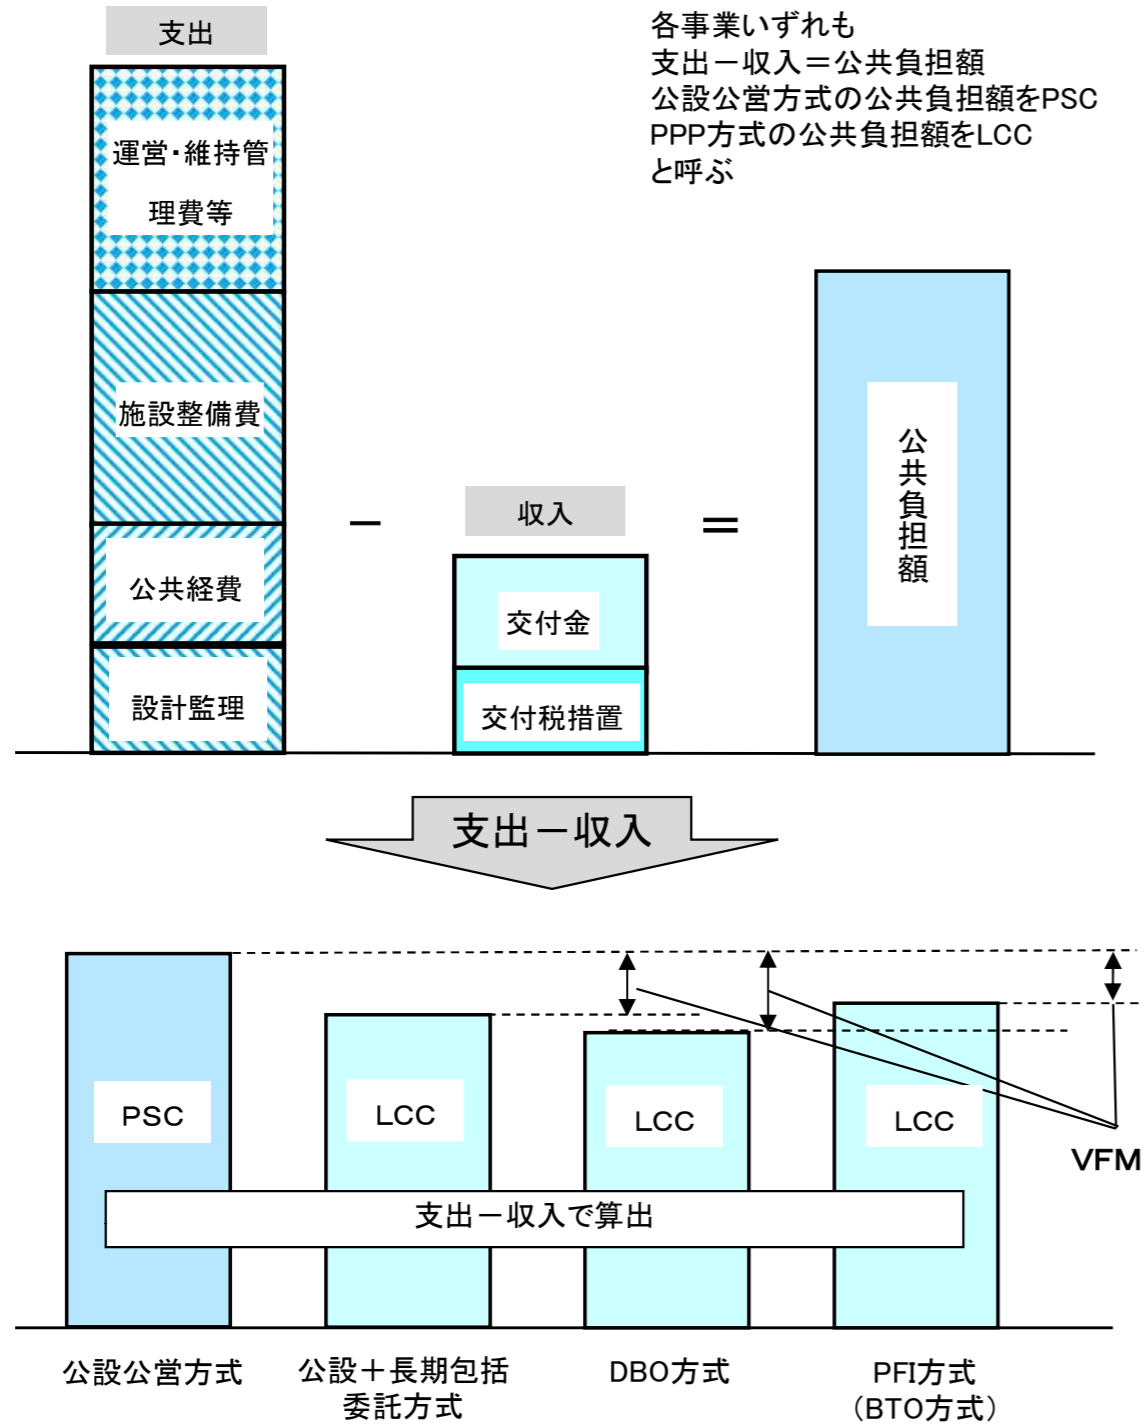 支出
各事業いずれも
支出－収入＝公共負担額
公設公営方式の公共負担額をPSC
PPP方式の公共負担額をLCC
と呼ぶ
運営・維持管
理費等
施設整備費
公共経費
設計監理
－
収入
交付金
交付税措置
＝
公共負担額
支出－収入
PSC
LCC
LCC
LCC
VFM
支出－収入で算出
公設公営方式
公設＋長期包括
委託方式
DBO方式
PFI方式
（BTO方式）